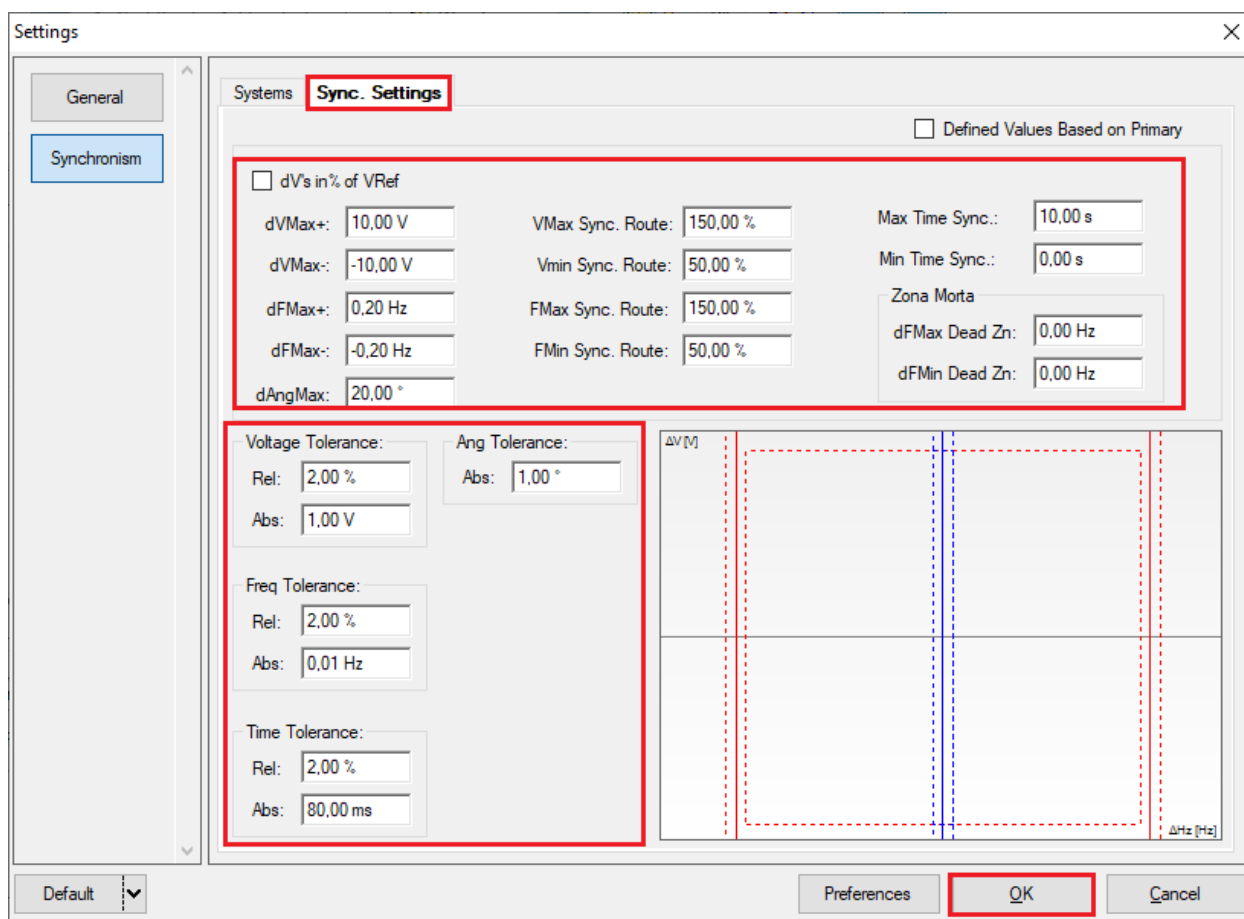 Settings
General
Synchronism
Systems
Sync. Settings
Defined Values Based on Primary
dV's in% of VRef
dVMax+: 10,00 V
dVMax-: -10,00 V
dFMax+: 0,20 Hz
dFMax-: -0,20 Hz
dAngMax: 20,00 °
VMax Sync. Route: 150,00 %
Vmin Sync. Route: 50,00 %
FMax Sync. Route: 150,00 %
FMin Sync. Route: 50,00 %
Max Time Sync.: 10,00 s
Min Time Sync.: 0,00 s
Zona Morta
dFMax Dead Zn: 0,00 Hz
dFMin Dead Zn: 0,00 Hz
Voltage Tolerance:
Rel: 2,00 %
Abs: 1,00 V
Ang Tolerance:
Abs: 1,00 °
Freq Tolerance:
Rel: 2,00 %
Abs: 0,01 Hz
Time Tolerance:
Rel: 2,00 %
Abs: 80,00 ms
ΔV [V]
ΔHz [Hz]
Default
Preferences
OK
Cancel